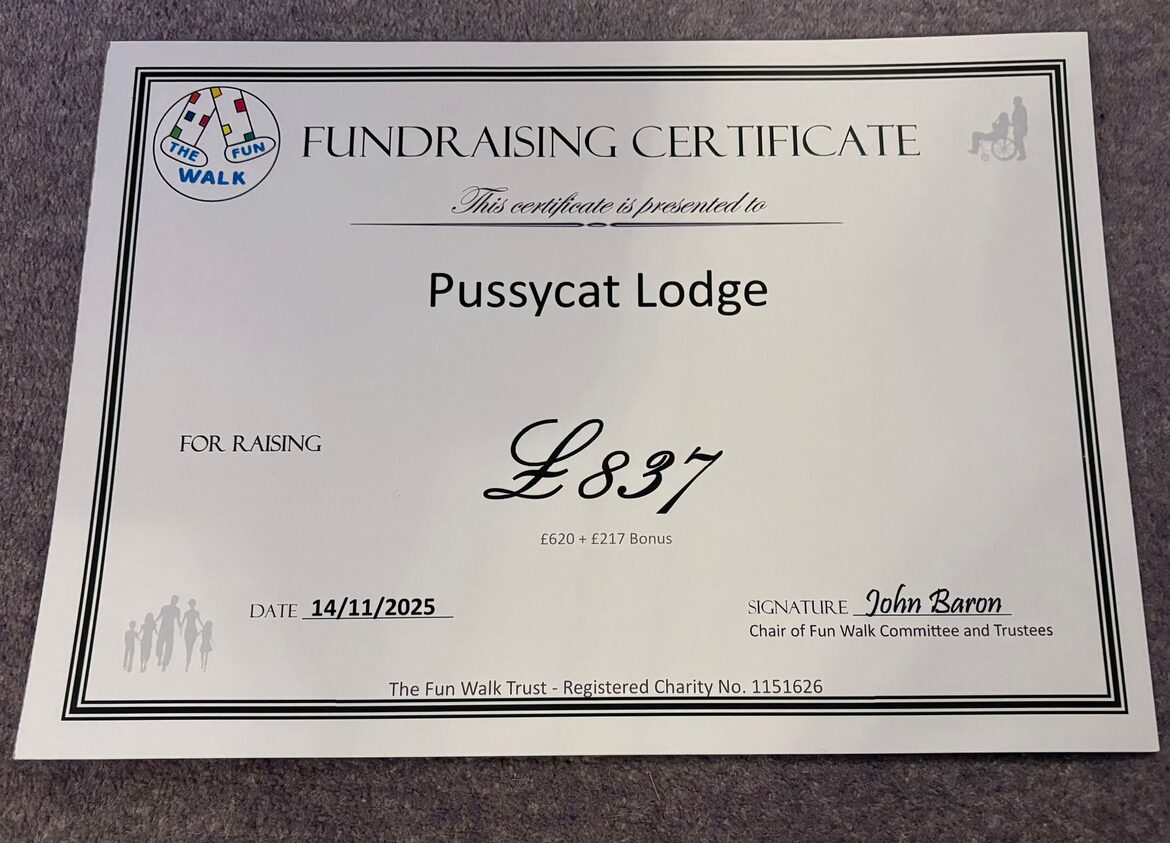 THE FUN
WALK
FUNDRAISING CERTIFICATE
This certificate is presented to
Pussycat Lodge
FOR RAISING
£837
£620 + £217 Bonus
DATE 14/11/2025
SIGNATURE John Baron
Chair of Fun Walk Committee and Trustees
The Fun Walk Trust - Registered Charity No. 1151626